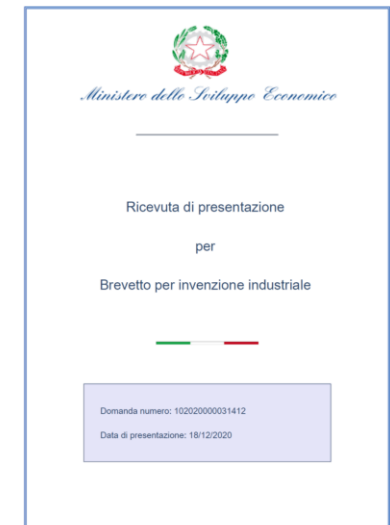 Ministero dello Sviluppo Economico
Ricevuta di presentazione
per
Brevetto per invenzione industriale
Domanda numero: 102020000031412
Data di presentazione: 18/12/2020